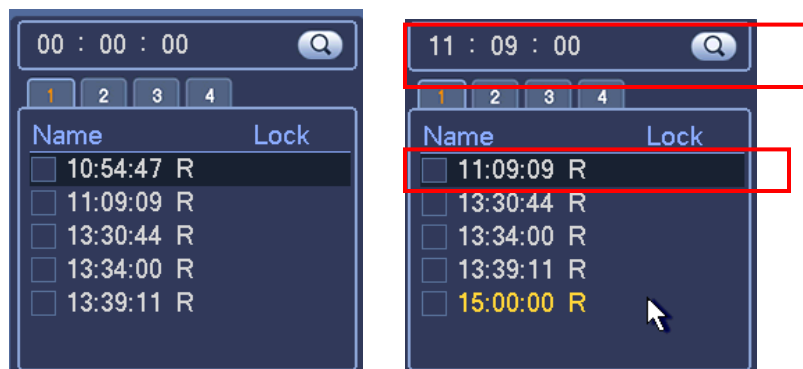 00 : 00 : 00
1 2 3 4
Name Lock
10:54:47 R
11:09:09 R
13:30:44 R
13:34:00 R
13:39:11 R
11 : 09 : 00
1 2 3 4
Name Lock
11:09:09 R
13:30:44 R
13:34:00 R
13:39:11 R
15:00:00 R